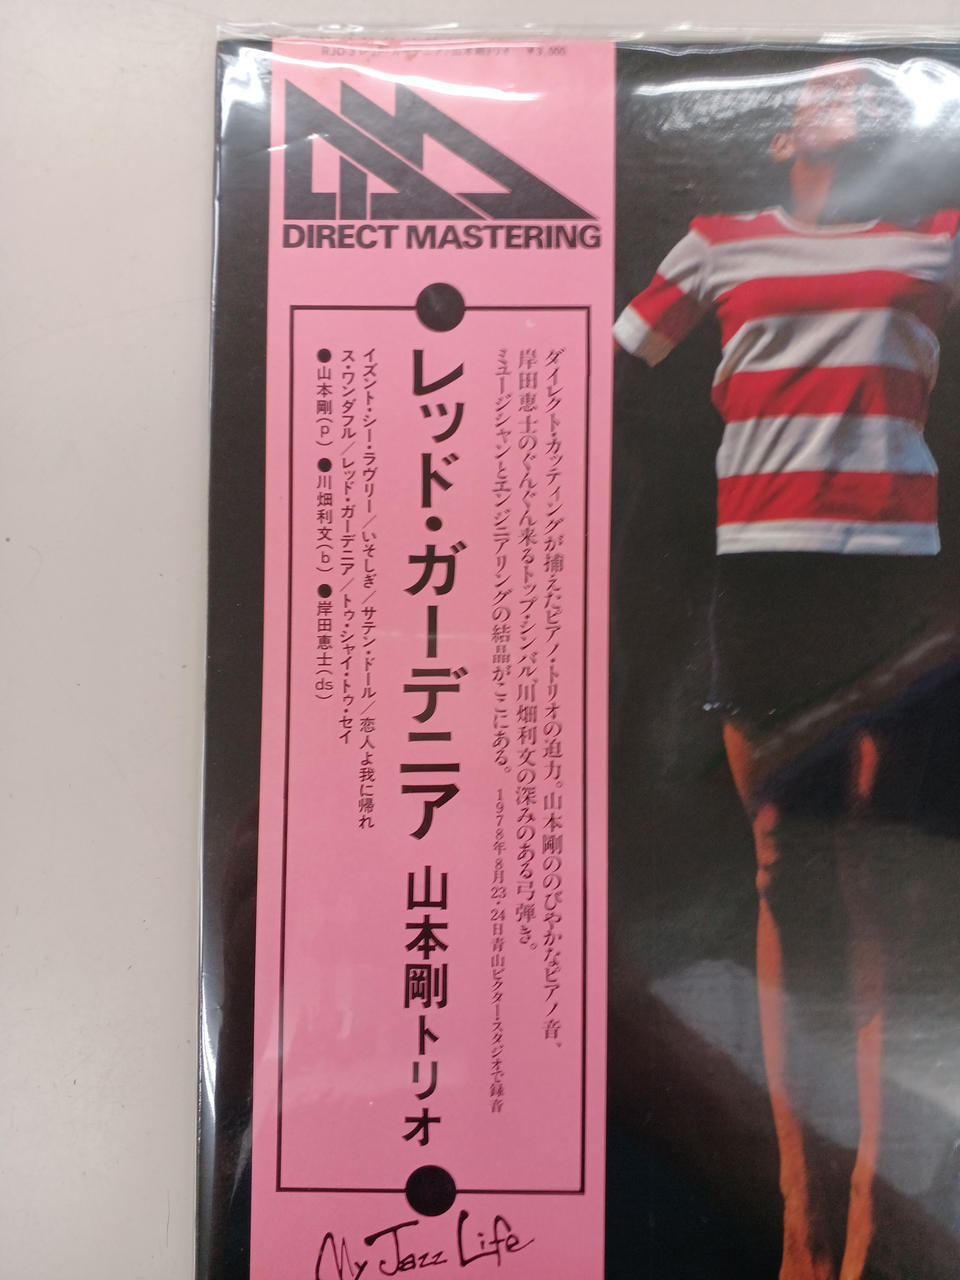 山本剛トリオ ¥3,000
DIRECT MASTERING
ダイレクト・カッティングが捕えたピアノ・トリオの迫力。山本剛ののびやかなピアノ音、
岸田恵士のぐんぐん来るトップ・シンバル、川畑利文の深みのある弓弾き。
ミュージシャンとエンジニアリングの結晶がここにある。 1978年8月23・24日青山ビクター・スタジオで録音
レッド・ガーデニア 山本剛トリオ
イズント・シー・ラヴリー/いそしぎ/サテン・ドール/恋人よ我に帰れ
ス・ワンダフル/レッド・ガーデニア/トゥ・シャイ・トゥ・セイ
●山本剛(p) ●川畑利文(b) ●岸田恵士(ds)
My Jazz Life